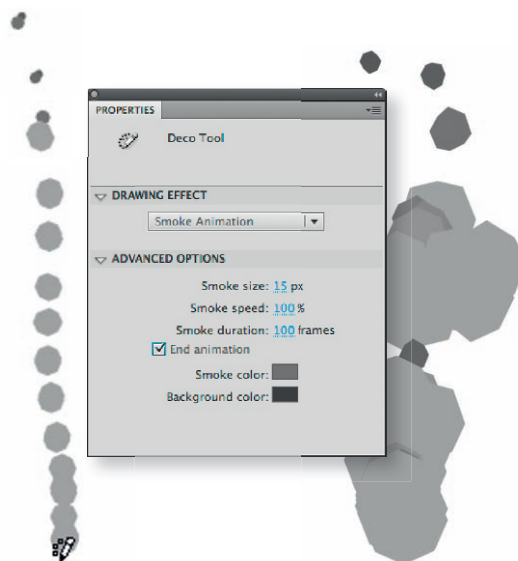 PROPERTIES
Deco Tool
DRAWING EFFECT
Smoke Animation
ADVANCED OPTIONS
Smoke size: 15 px
Smoke speed: 100 %
Smoke duration: 100 frames
End animation
Smoke color:
Background color: